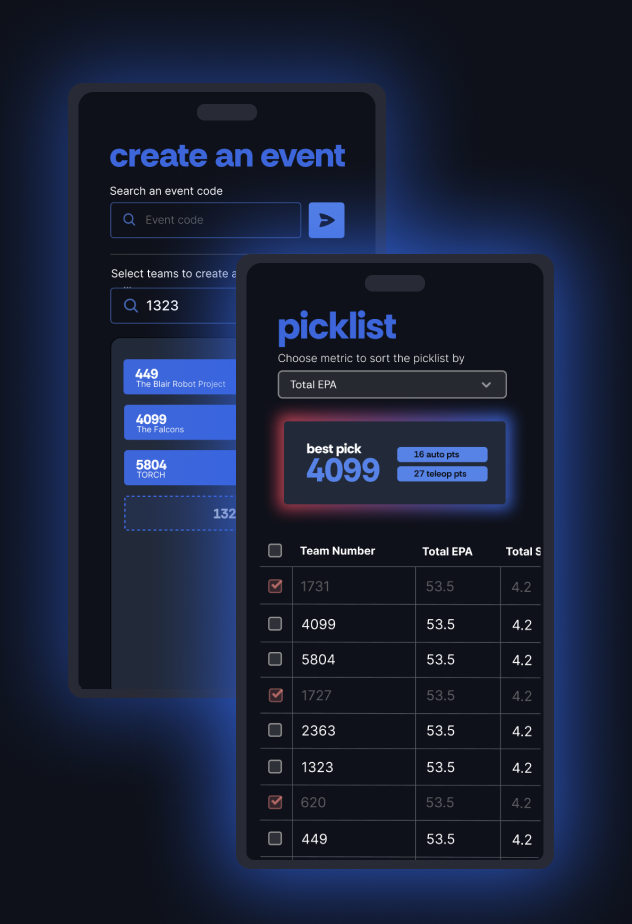 create an event
Search an event code
Event code
Select teams to create a
1323
449
The Blair Robot Project
4099
The Falcons
5804
TORCH
132
picklist
Choose metric to sort the picklist by
Total EPA
best pick
4099
16 auto pts
27 teleop pts
Team Number Total EPA Total S
1731 53.5 4.2
4099 53.5 4.2
5804 53.5 4.2
1727 53.5 4.2
2363 53.5 4.2
1323 53.5 4.2
620 53.5 4.2
449 53.5 4.2